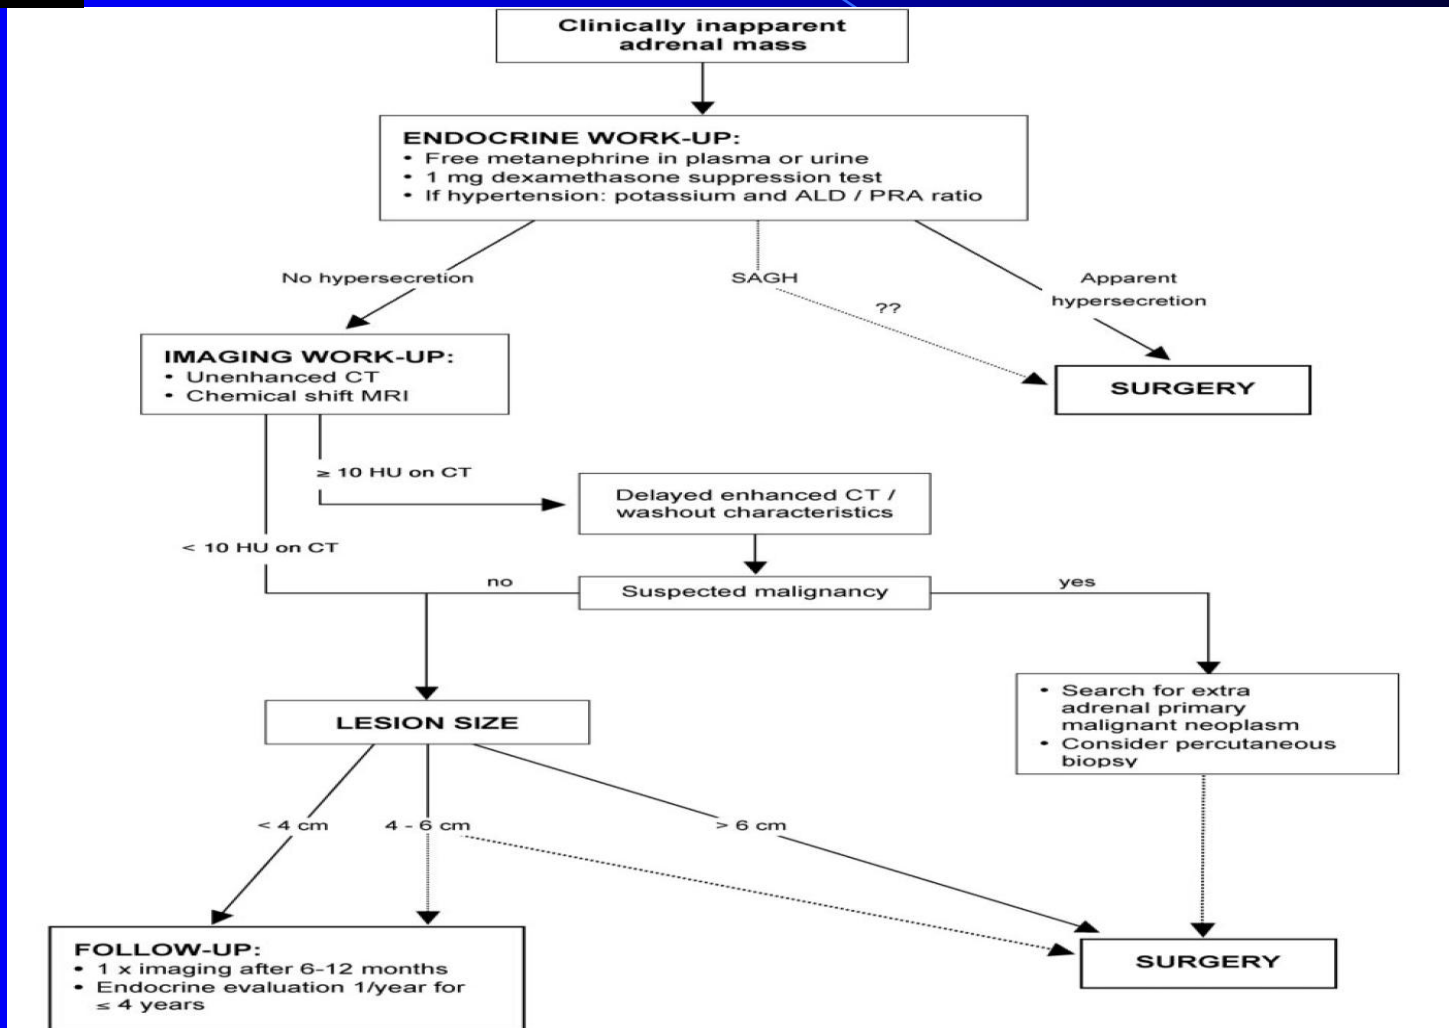 Clinically inapparent
adrenal mass
ENDOCRINE WORK-UP:
• Free metanephrine in plasma or urine
• 1 mg dexamethasone suppression test
• If hypertension: potassium and ALD / PRA ratio
No hypersecretion
SAGH
??
Apparent
hypersecretion
IMAGING WORK-UP:
• Unenhanced CT
• Chemical shift MRI
SURGERY
≥ 10 HU on CT
Delayed enhanced CT /
washout characteristics
< 10 HU on CT
no
Suspected malignancy
yes
• Search for extra
adrenal primary
malignant neoplasm
• Consider percutaneous
biopsy
LESION SIZE
< 4 cm
4 - 6 cm
> 6 cm
FOLLOW-UP:
• 1 x imaging after 6-12 months
• Endocrine evaluation 1/year for
≤ 4 years
SURGERY